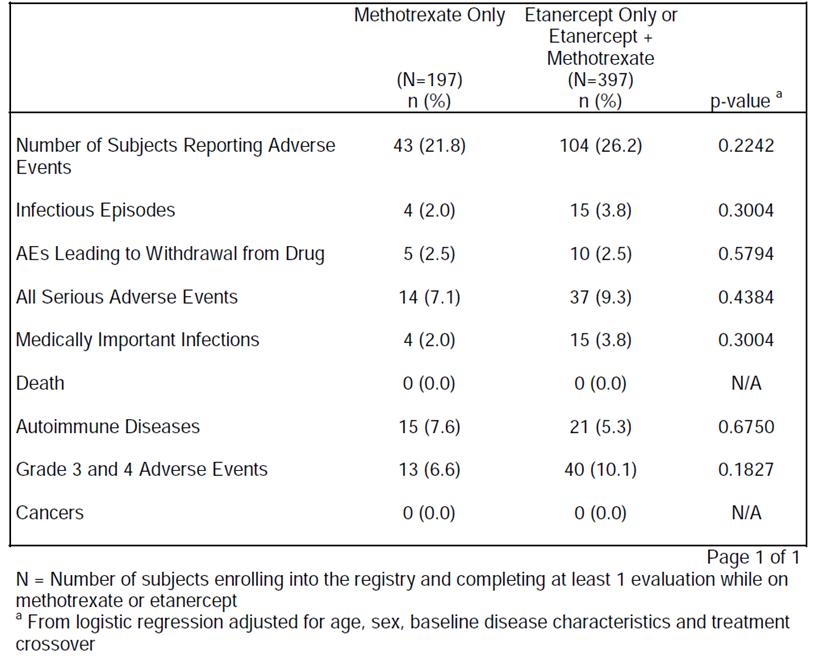 Methotrexate Only Etanercept Only or
Etanercept +
Methotrexate
(N=197) (N=397)
n (%) n (%) p-value a
Number of Subjects Reporting Adverse 43 (21.8) 104 (26.2) 0.2242
Events
Infectious Episodes 4 (2.0) 15 (3.8) 0.3004
AEs Leading to Withdrawal from Drug 5 (2.5) 10 (2.5) 0.5794
All Serious Adverse Events 14 (7.1) 37 (9.3) 0.4384
Medically Important Infections 4 (2.0) 15 (3.8) 0.3004
Death 0 (0.0) 0 (0.0) N/A
Autoimmune Diseases 15 (7.6) 21 (5.3) 0.6750
Grade 3 and 4 Adverse Events 13 (6.6) 40 (10.1) 0.1827
Cancers 0 (0.0) 0 (0.0) N/A
Page 1 of 1
N = Number of subjects enrolling into the registry and completing at least 1 evaluation while on
methotrexate or etanercept
a From logistic regression adjusted for age, sex, baseline disease characteristics and treatment
crossover